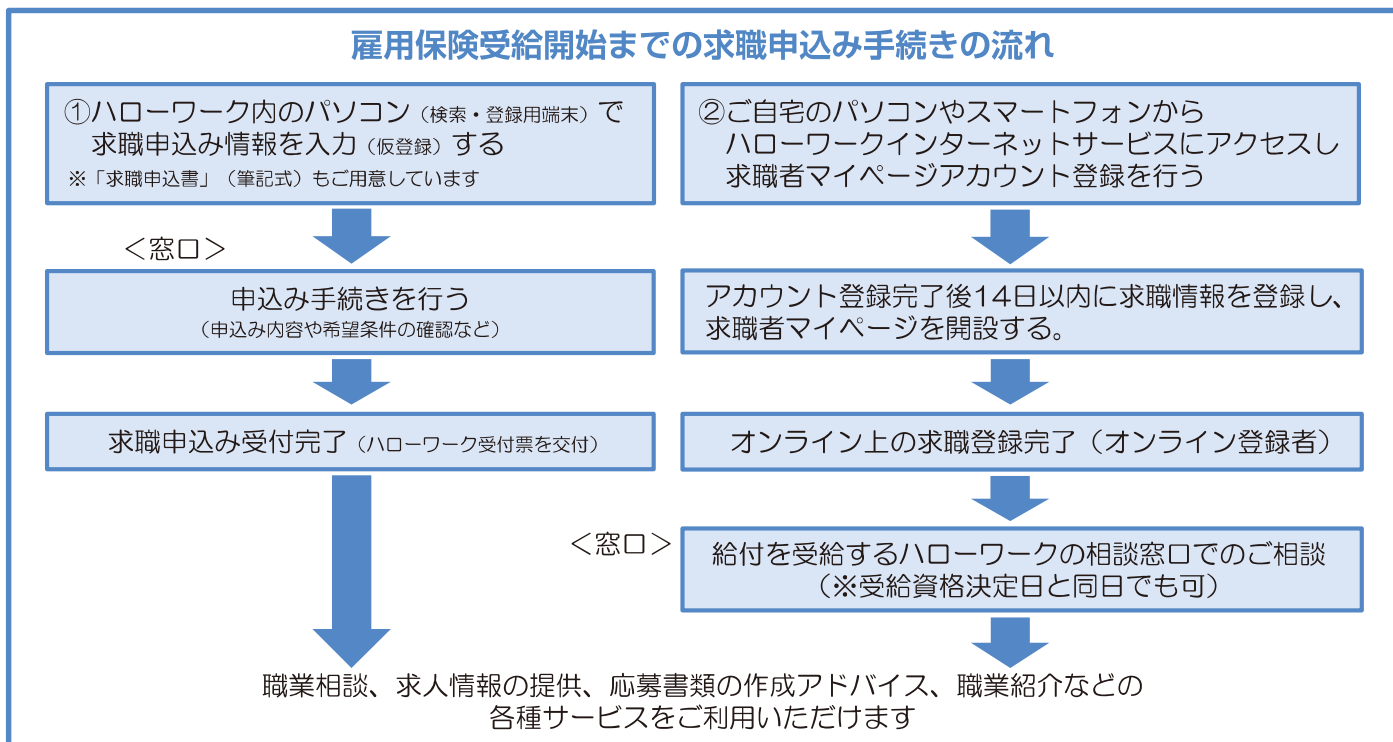 雇用保険受給開始までの求職申込み手続きの流れ
①ハローワーク内のパソコン（検索・登録用端末）で
求職申込み情報を入力（仮登録）する
※「求職申込書」（筆記式）もご用意しています
＜窓口＞
申込み手続きを行う
（申込み内容や希望条件の確認など）
求職申込み受付完了（ハローワーク受付票を交付）
②ご自宅のパソコンやスマートフォンから
ハローワークインターネットサービスにアクセスし
求職者マイページアカウント登録を行う
アカウント登録完了後14日以内に求職情報を登録し、
求職者マイページを開設する。
オンライン上の求職登録完了（オンライン登録者）
＜窓口＞
給付を受給するハローワークの相談窓口でのご相談
（※受給資格決定日と同日でも可）
職業相談、求人情報の提供、応募書類の作成アドバイス、職業紹介などの
各種サービスをご利用いただけます